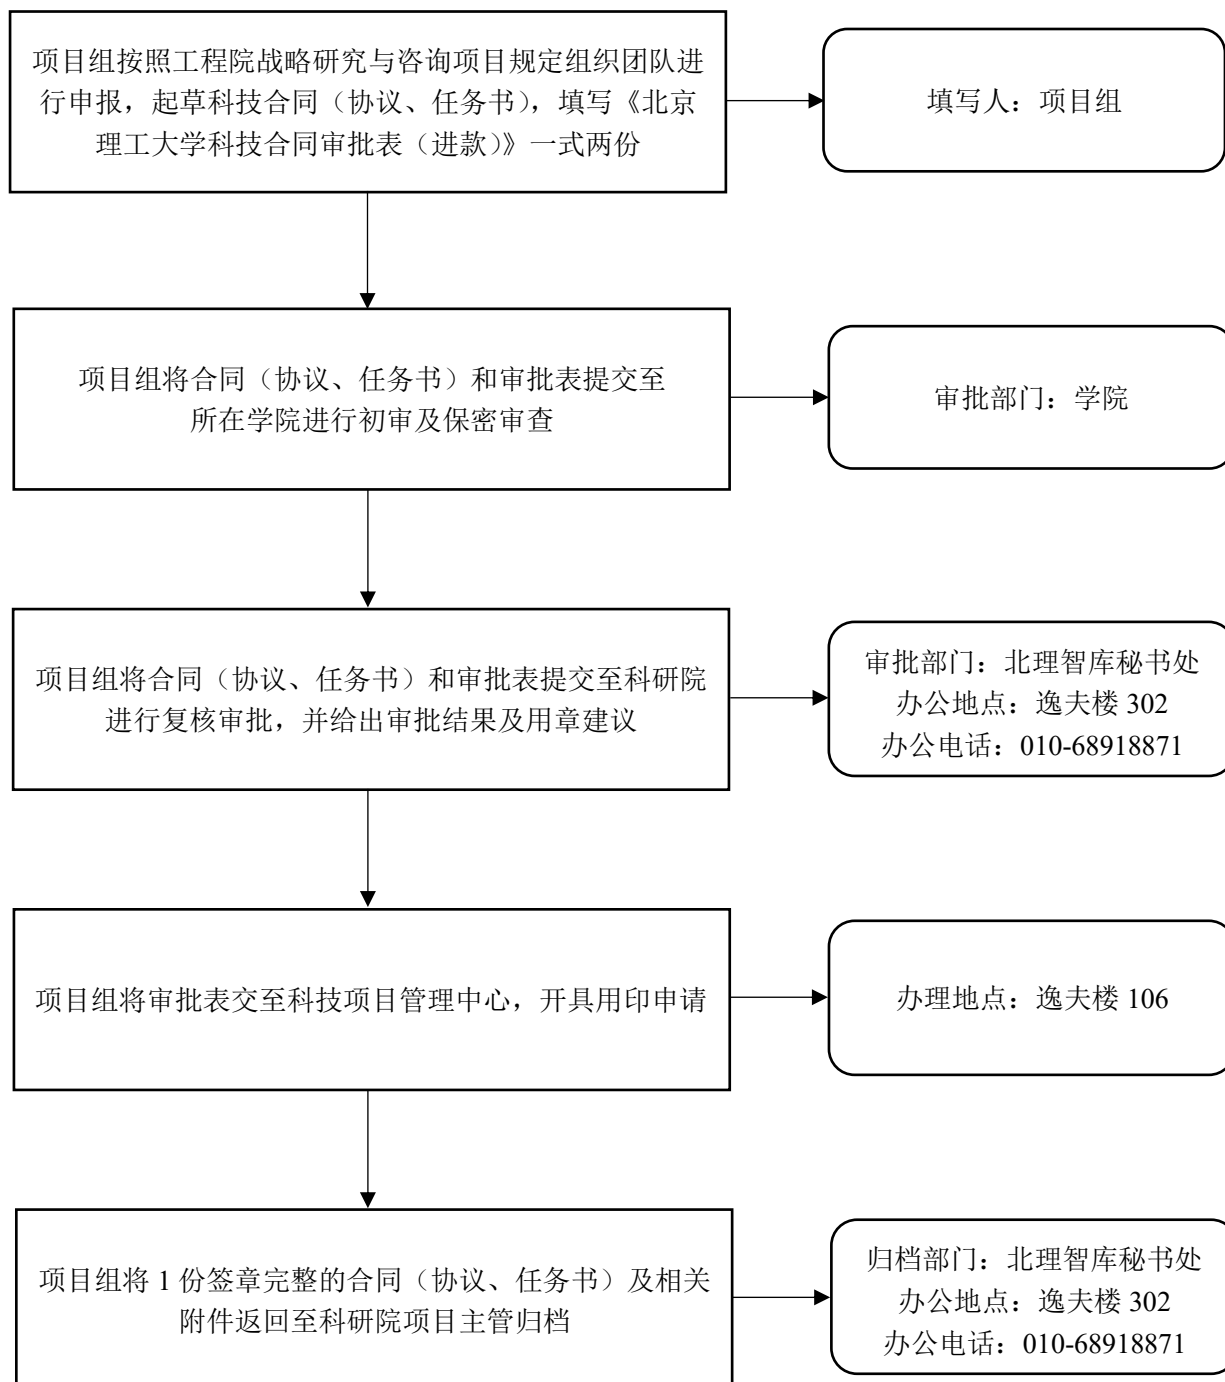 项目组按照工程院战略研究与咨询项目规定组织团队进
行申报，起草科技合同（协议、任务书），填写《北京
理工大学科技合同审批表（进款）》一式两份
填写人：项目组
项目组将合同（协议、任务书）和审批表提交至
所在学院进行初审及保密审查
审批部门：学院
项目组将合同（协议、任务书）和审批表提交至科研院
进行复核审批，并给出审批结果及用章建议
审批部门：北理智库秘书处
办公地点：逸夫楼 302
办公电话：010-68918871
项目组将审批表交至科技项目管理中心，开具用印申请
办理地点：逸夫楼 106
项目组将 1 份签章完整的合同（协议、任务书）及相关
附件返回至科研院项目主管归档
归档部门：北理智库秘书处
办公地点：逸夫楼 302
办公电话：010-68918871